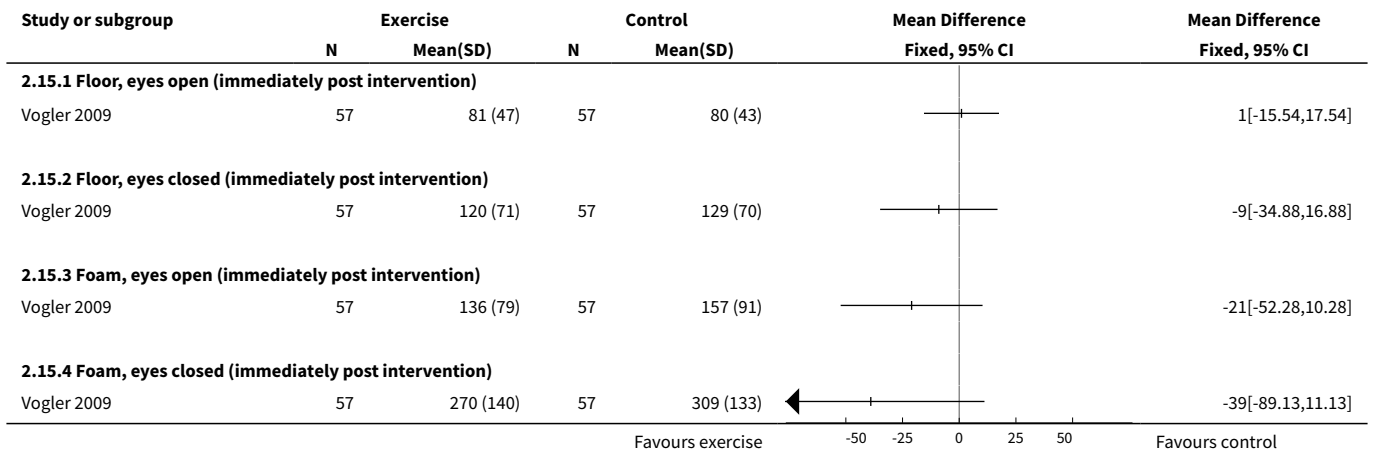 Study or subgroup Exercise Control Mean Difference Mean Difference
N Mean(SD) N Mean(SD) Fixed, 95% CI Fixed, 95% CI
2.15.1 Floor, eyes open (immediately post intervention)
Vogler 2009 57 81 (47) 57 80 (43) 1[-15.54,17.54]
2.15.2 Floor, eyes closed (immediately post intervention)
Vogler 2009 57 120 (71) 57 129 (70) -9[-34.88,16.88]
2.15.3 Foam, eyes open (immediately post intervention)
Vogler 2009 57 136 (79) 57 157 (91) -21[-52.28,10.28]
2.15.4 Foam, eyes closed (immediately post intervention)
Vogler 2009 57 270 (140) 57 309 (133) -39[-89.13,11.13]
Favours exercise -50 -25 0 25 50 Favours control